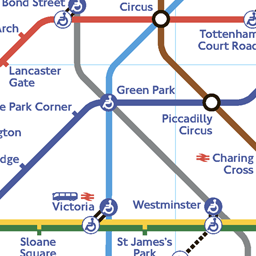 Bond Street
Circus
Arch
Tottenham
Court Road
Lancaster
Gate
Green Park
e Park Corner
Piccadilly
Circus
ngton
dge
Charing
Cross
Victoria
Westminster
Sloane
Square
St James's
Park